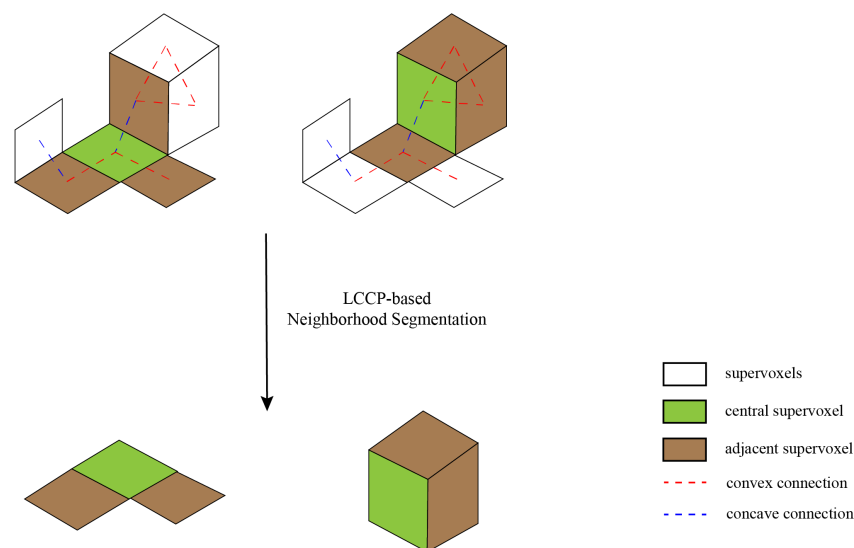 LCCP-based
Neighborhood Segmentation
supervoxels
central supervoxel
adjacent supervoxel
convex connection
concave connection